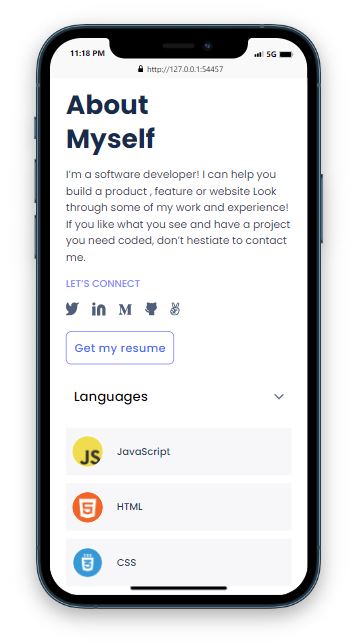 11:18 PM
5G
http://127.0.0.1:54457
About
Myself
I'm a software developer! I can help you
build a product , feature or website Look
through some of my work and experience!
If you like what you see and have a project
you need coded, don't hestiate to contact
me.
LET'S CONNECT
Get my resume
Languages
JS
JavaScript
5
HTML
CSS
CSS